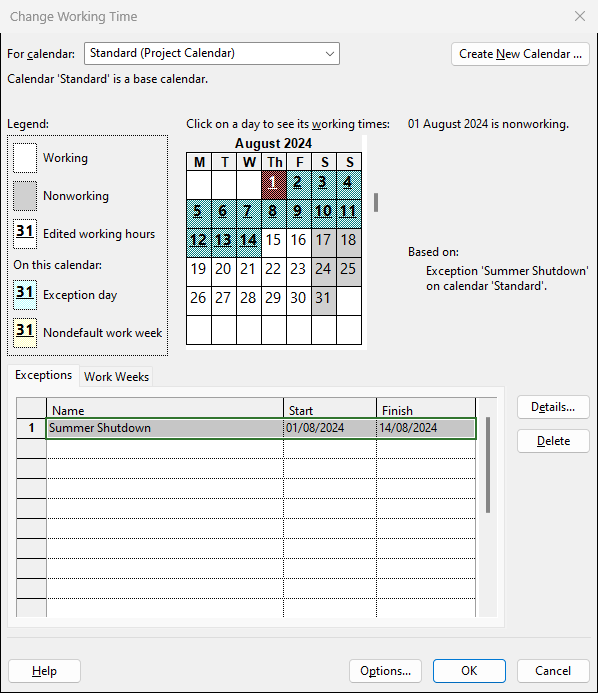 Change Working Time
For calendar: Standard (Project Calendar) Create New Calendar ...
Calendar 'Standard' is a base calendar.
Legend:
Working
Nonworking
31 Edited working hours
On this calendar:
31 Exception day
31 Nondefault work week
Click on a day to see its working times:
August 2024
M T W Th F S S
1 2 3 4
5 6 7 8 9 10 11
12 13 14 15 16 17 18
19 20 21 22 23 24 25
26 27 28 29 30 31
01 August 2024 is nonworking.
Based on:
Exception 'Summer Shutdown'
on calendar 'Standard'.
Exceptions Work Weeks
Name Start Finish
1 Summer Shutdown 01/08/2024 14/08/2024
Details...
Delete
Help Options... OK Cancel